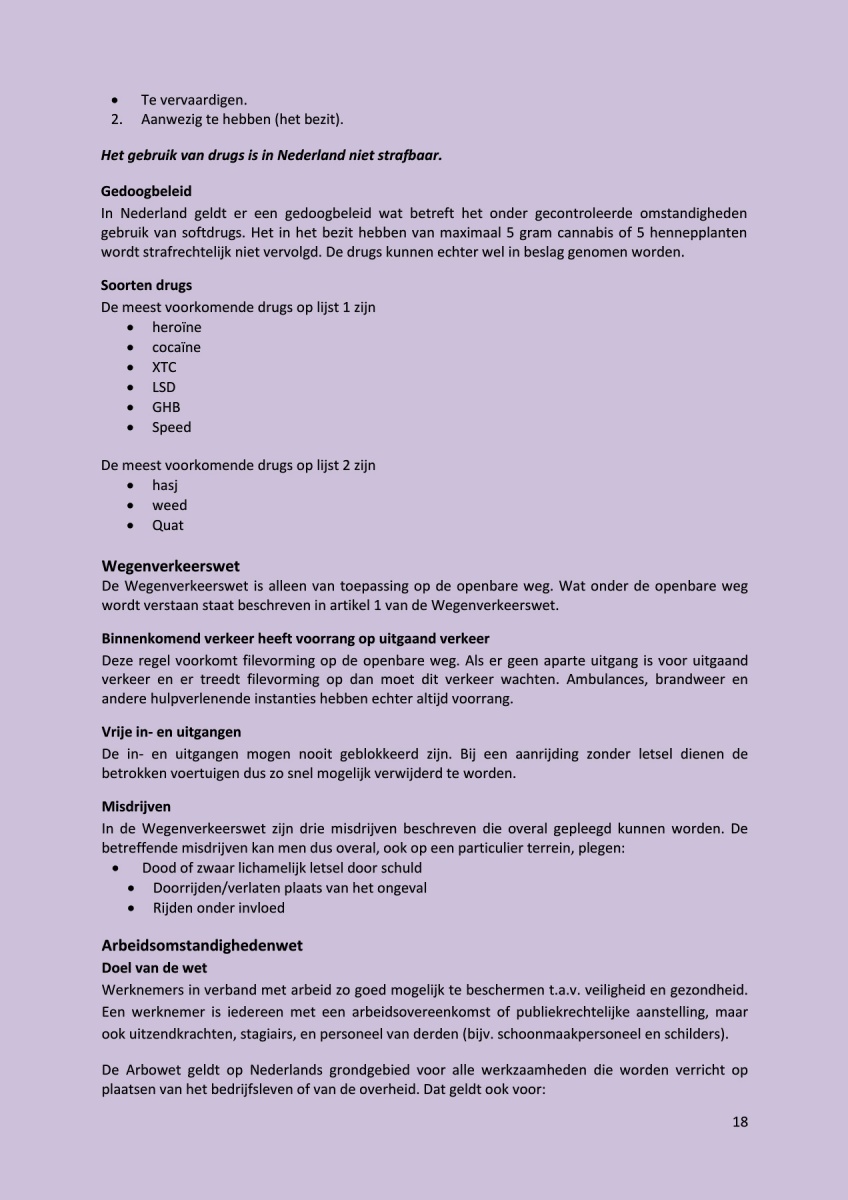 • Te vervaardigen.
2. Aanwezig te hebben (het bezit).
Het gebruik van drugs is in Nederland niet strafbaar.
Gedoogbeleid
In Nederland geldt er een gedoogbeleid wat betreft het onder gecontroleerde omstandigheden
gebruik van softdrugs. Het in het bezit hebben van maximaal 5 gram cannabis of 5 hennepplanten
wordt strafrechtelijk niet vervolgd. De drugs kunnen echter wel in beslag genomen worden.
Soorten drugs
De meest voorkomende drugs op lijst 1 zijn
• heroïne
• cocaïne
• XTC
• LSD
• GHB
• Speed
De meest voorkomende drugs op lijst 2 zijn
• hasj
• weed
• Quat
Wegenverkeerswet
De Wegenverkeerswet is alleen van toepassing op de openbare weg. Wat onder de openbare weg
wordt verstaan staat beschreven in artikel 1 van de Wegenverkeerswet.
Binnenkomend verkeer heeft voorrang op uitgaand verkeer
Deze regel voorkomt filevorming op de openbare weg. Als er geen aparte uitgang is voor uitgaand
verkeer en er treedt filevorming op dan moet dit verkeer wachten. Ambulances, brandweer en
andere hulpverlenende instanties hebben echter altijd voorrang.
Vrije in- en uitgangen
De in- en uitgangen mogen nooit geblokkeerd zijn. Bij een aanrijding zonder letsel dienen de
betrokken voertuigen dus zo snel mogelijk verwijderd te worden.
Misdrijven
In de Wegenverkeerswet zijn drie misdrijven beschreven die overal gepleegd kunnen worden. De
betreffende misdrijven kan men dus overal, ook op een particulier terrein, plegen:
• Dood of zwaar lichamelijk letsel door schuld
• Doorrijden/verlaten plaats van het ongeval
• Rijden onder invloed
Arbeidsomstandighedenwet
Doel van de wet
Werknemers in verband met arbeid zo goed mogelijk te beschermen t.a.v. veiligheid en gezondheid.
Een werknemer is iedereen met een arbeidsovereenkomst of publiekrechtelijke aanstelling, maar
ook uitzendkrachten, stagiairs, en personeel van derden (bijv. schoonmaakpersoneel en schilders).
De Arbowet geldt op Nederlands grondgebied voor alle werkzaamheden die worden verricht op
plaatsen van het bedrijfsleven of van de overheid. Dat geldt ook voor:
18